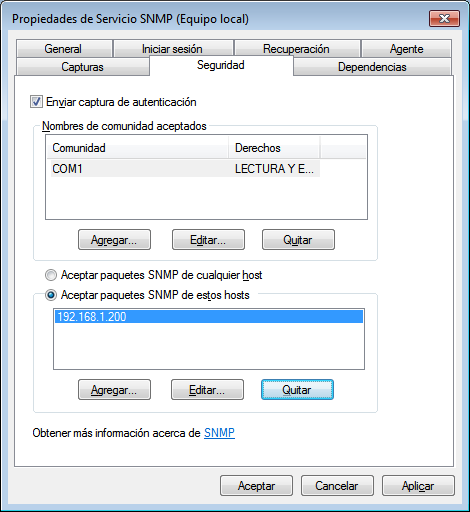 Propiedades de Servicio SNMP (Equipo local)
General Iniciar sesión Recuperación Agente
Capturas Seguridad Dependencias
Enviar captura de autenticación
Nombres de comunidad aceptados
Comunidad Derechos
COM1 LECTURA Y E...
Agregar... Editar... Quitar
Aceptar paquetes SNMP de cualquier host
Aceptar paquetes SNMP de estos hosts
192.168.1.200
Agregar... Editar... Quitar
Obtener más información acerca de SNMP
Aceptar Cancelar Aplicar